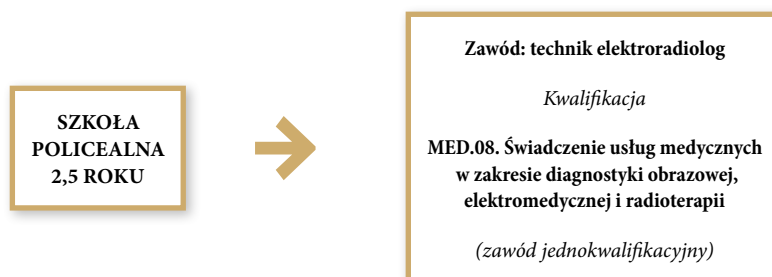 SZKOŁA
POLICEALNA
2,5 ROKU
Zawód: technik elektroradiolog
Kwalifikacja
MED.08. Świadczenie usług medycznych
w zakresie diagnostyki obrazowej,
elektromedycznej i radioterapii
(zawód jednokwalifikacyjny)